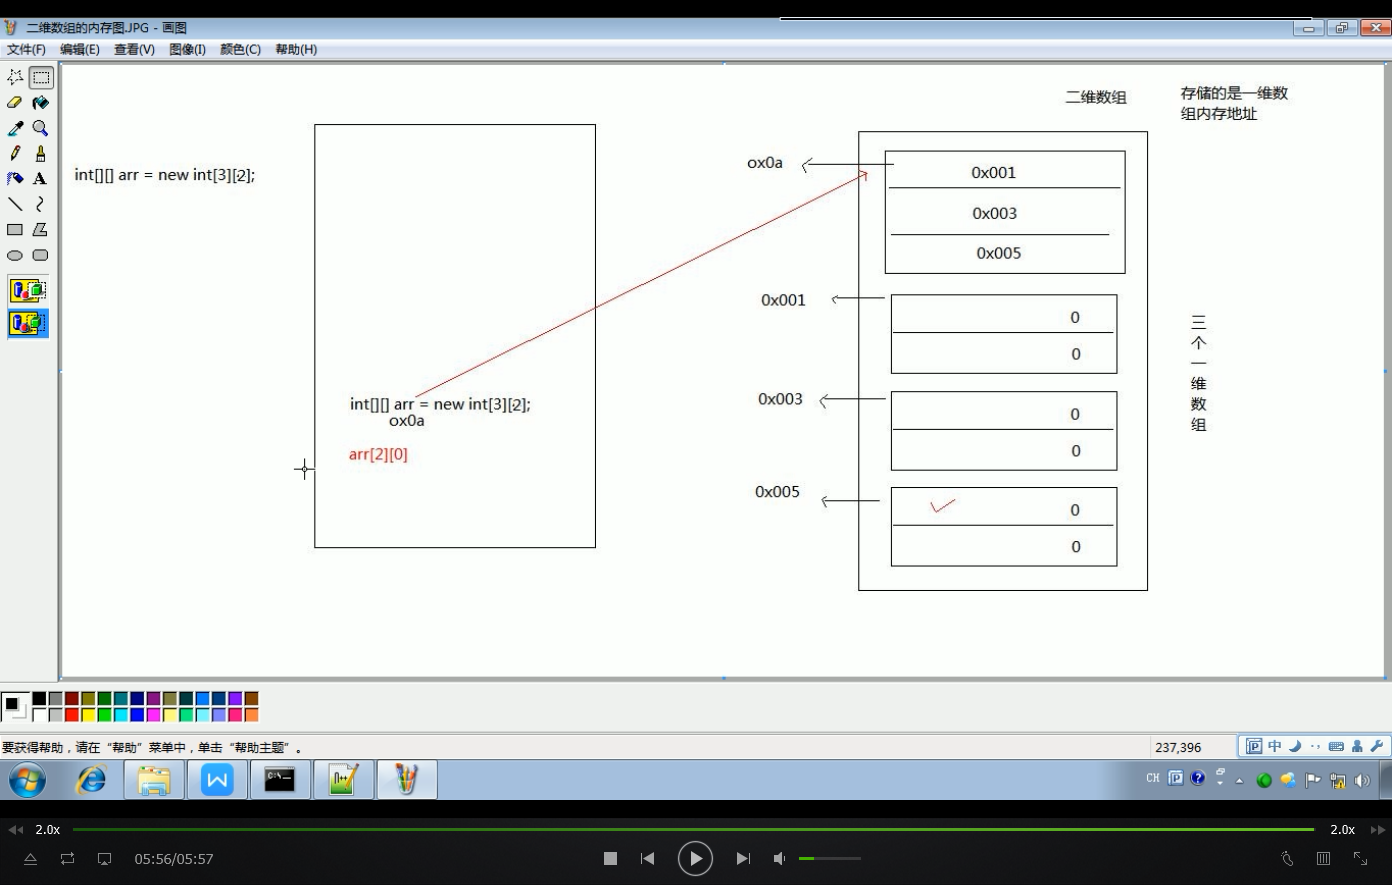 二维数组的内存图.JPG - 画图
文件(F) 编辑(E) 查看(V) 图像(I) 颜色(C) 帮助(H)
二维数组
存储的是一维数
组内存地址
int[][] arr = new int[3][2];
ox0a
0x001
0x003
0x005
0x001
0
0
int[][] arr = new int[3][2];
ox0a
arr[2][0]
0x003
0
0
0x005
0
0
三
个
一
维
数
组
要获得帮助，请在“帮助”菜单中，单击“帮助主题”。
237,396
中
CH
2.0x
2.0x
05:56/05:57